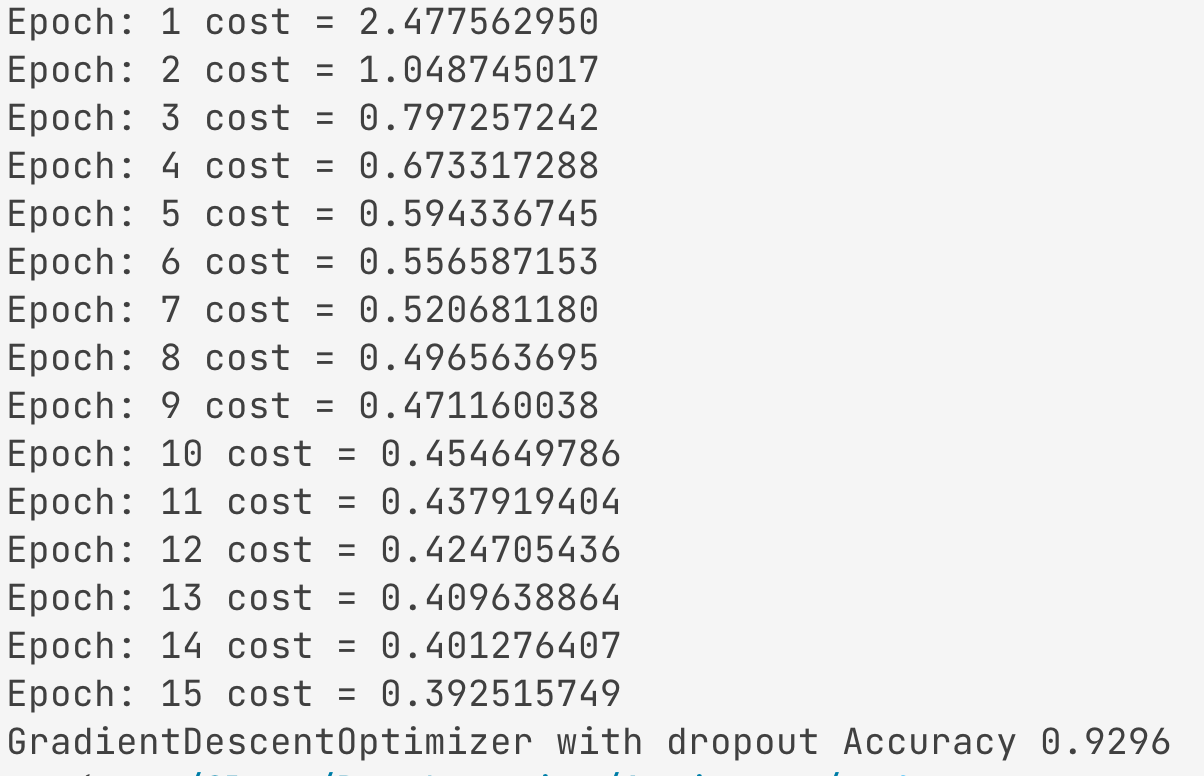 Epoch: 1 cost = 2.477562950
Epoch: 2 cost = 1.048745017
Epoch: 3 cost = 0.797257242
Epoch: 4 cost = 0.673317288
Epoch: 5 cost = 0.594336745
Epoch: 6 cost = 0.556587153
Epoch: 7 cost = 0.520681180
Epoch: 8 cost = 0.496563695
Epoch: 9 cost = 0.471160038
Epoch: 10 cost = 0.454649786
Epoch: 11 cost = 0.437919404
Epoch: 12 cost = 0.424705436
Epoch: 13 cost = 0.409638864
Epoch: 14 cost = 0.401276407
Epoch: 15 cost = 0.392515749
GradientDescentOptimizer with dropout Accuracy 0.9296